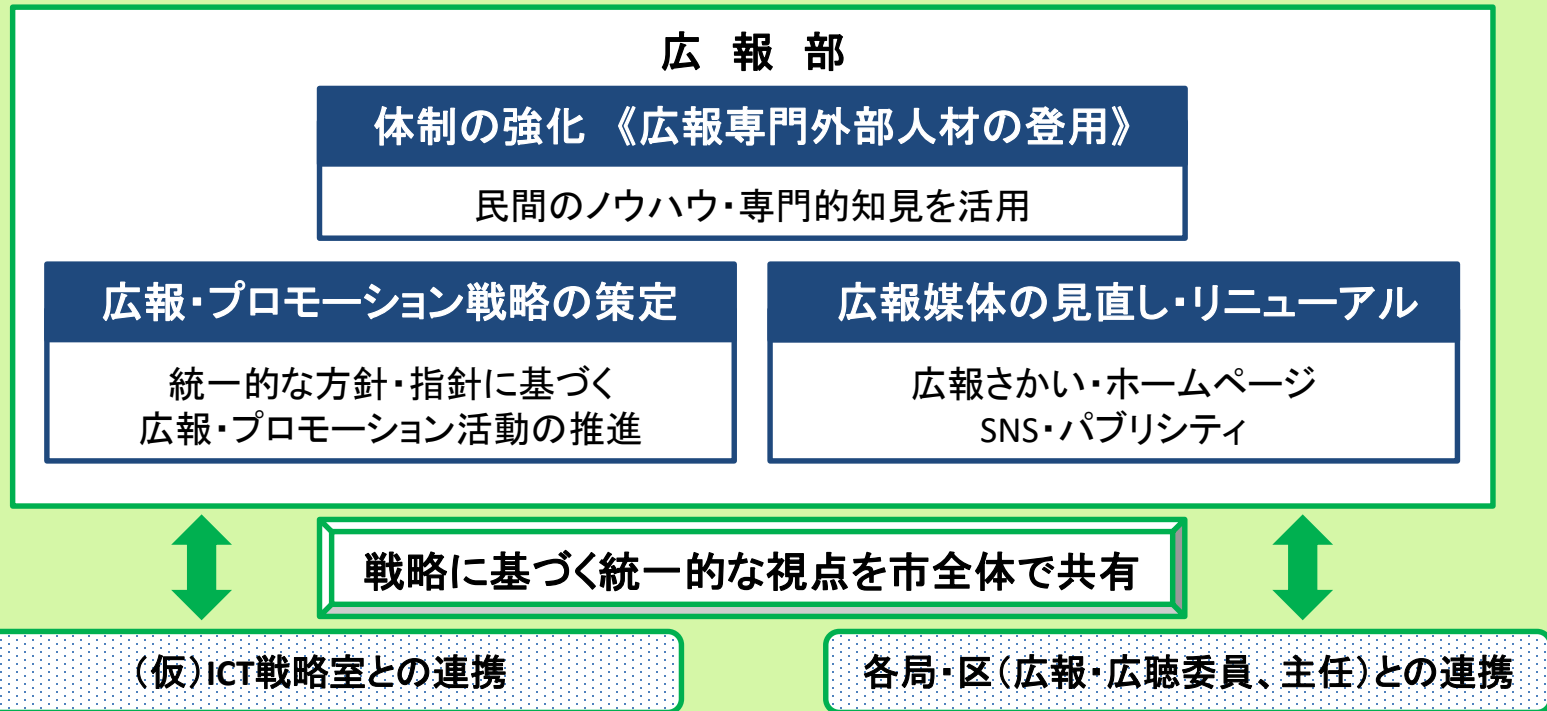 広 報 部
体制の強化 《広報専門外部人材の登用》
民間のノウハウ・専門的知見を活用
広報・プロモーション戦略の策定
統一的な方針・指針に基づく
広報・プロモーション活動の推進
広報媒体の見直し・リニューアル
広報さかい・ホームページ
SNS・パブリシティ
戦略に基づく統一的な視点を市全体で共有
（仮）ICT戦略室との連携
各局・区（広報・広聴委員、主任）との連携